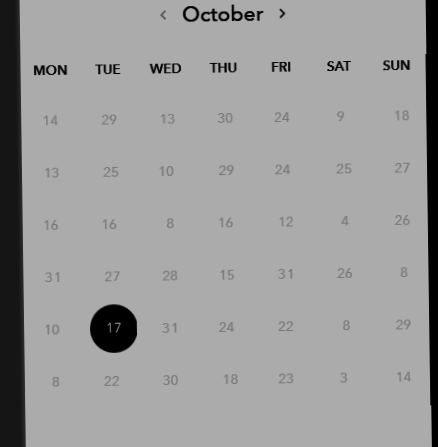 < October >
MON TUE WED THU FRI SAT SUN
14 29 13 30 24 9 18
13 25 10 29 24 25 27
16 16 8 16 12 4 26
31 27 28 15 31 26 8
10 17 31 24 22 8 29
8 22 30 18 23 3 14